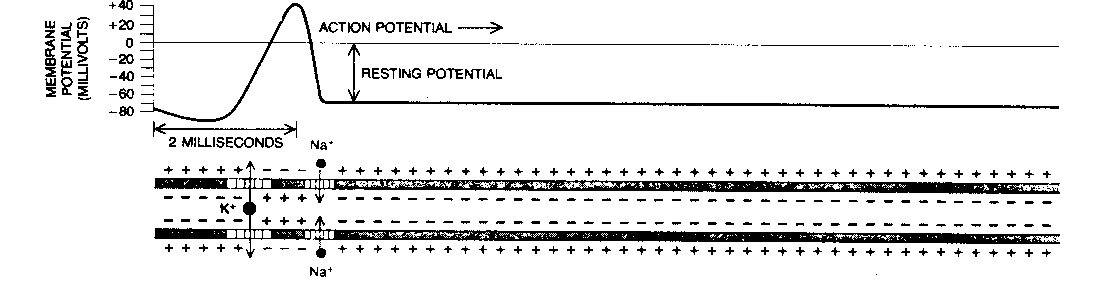 MEMBRANE
POTENTIAL
(MILLIVOLTS)
+40
+20
0
−20
−40
−60
−80
ACTION POTENTIAL
RESTING POTENTIAL
2 MILLISECONDS
Na+
+ + + + + + − − − + + + + + + + + + + + + + + + + + + + + + + + + + + + + + + +
K+
Na+